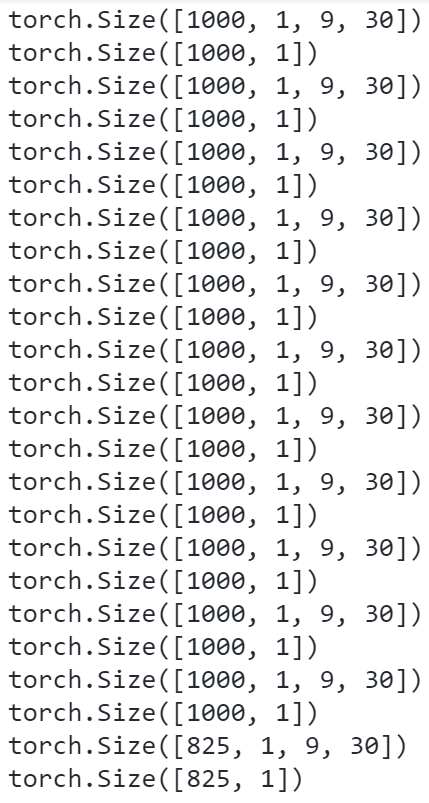 torch.Size([1000, 1, 9, 30])
torch.Size([1000, 1])
torch.Size([1000, 1, 9, 30])
torch.Size([1000, 1])
torch.Size([1000, 1, 9, 30])
torch.Size([1000, 1])
torch.Size([1000, 1, 9, 30])
torch.Size([1000, 1])
torch.Size([1000, 1, 9, 30])
torch.Size([1000, 1])
torch.Size([1000, 1, 9, 30])
torch.Size([1000, 1])
torch.Size([1000, 1, 9, 30])
torch.Size([1000, 1])
torch.Size([1000, 1, 9, 30])
torch.Size([1000, 1])
torch.Size([1000, 1, 9, 30])
torch.Size([1000, 1])
torch.Size([1000, 1, 9, 30])
torch.Size([1000, 1])
torch.Size([1000, 1, 9, 30])
torch.Size([1000, 1])
torch.Size([825, 1, 9, 30])
torch.Size([825, 1])